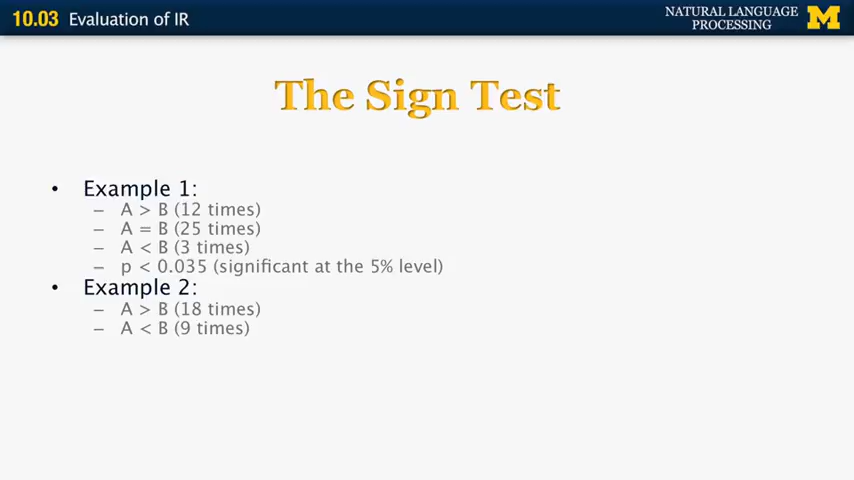 10.03 Evaluation of IR
NATURAL LANGUAGE
PROCESSING
M
The Sign Test
• Example 1:
– A > B (12 times)
– A = B (25 times)
– A < B (3 times)
– p < 0.035 (significant at the 5% level)
• Example 2:
– A > B (18 times)
– A < B (9 times)